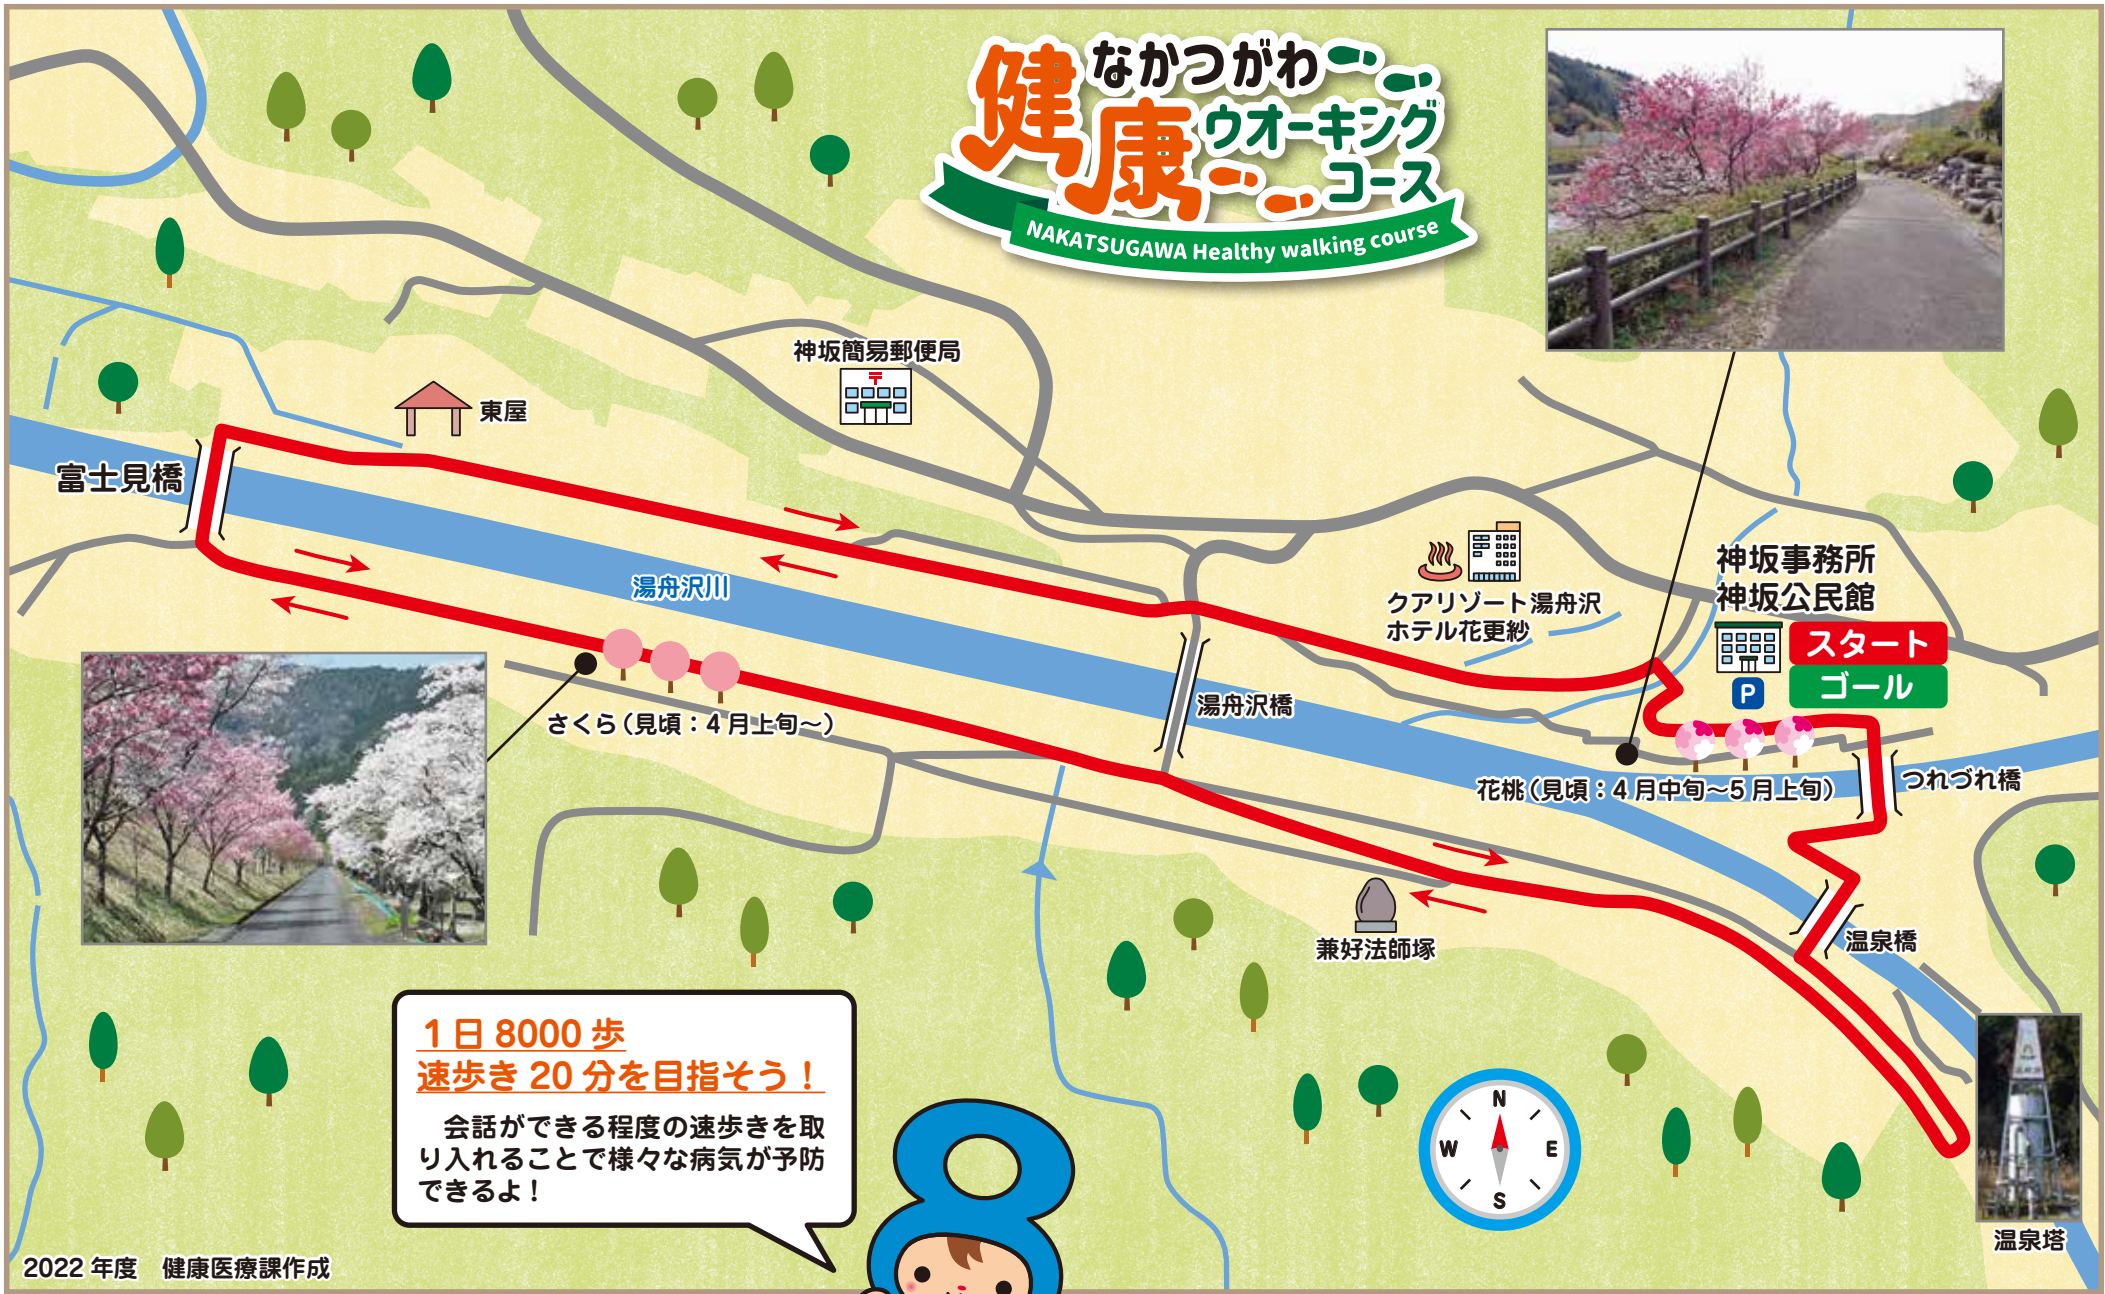 なかつがわ
健康
ウオーキング
コース
NAKATSUGAWA Healthy walking course
神坂簡易郵便局
〒
東屋
富士見橋
湯舟沢川
クアリゾート湯舟沢
ホテル花更紗
神坂事務所
神坂公民館
スタート
P
ゴール
さくら（見頃：4月上旬～）
湯舟沢橋
花桃（見頃：4月中旬～5月上旬）
つれづれ橋
兼好法師塚
温泉橋
1日8000歩
速歩き20分を目指そう！
会話ができる程度の速歩きを取
り入れることで様々な病気が予防
できるよ！
N
W
E
S
温泉塔
2022年度　健康医療課作成